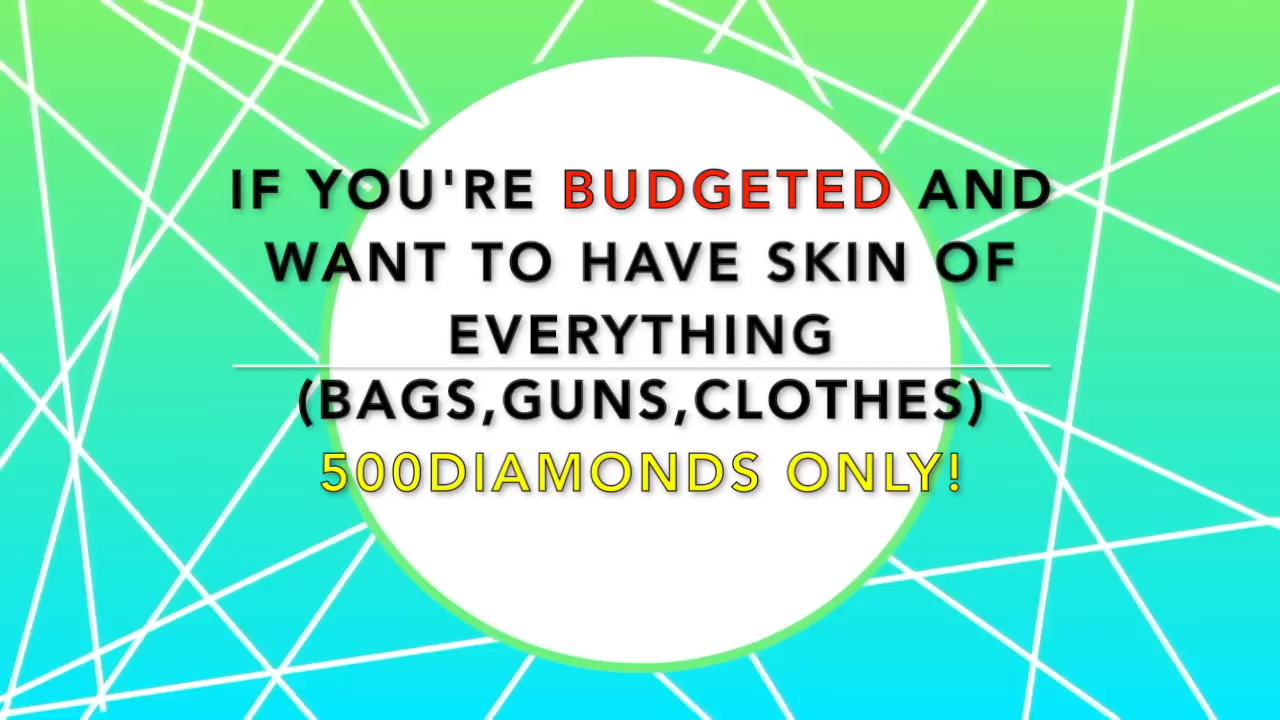 IF YOU'RE BUDGETED AND
WANT TO HAVE SKIN OF
EVERYTHING
(BAGS,GUNS,CLOTHES)
500DIAMONDS ONLY!